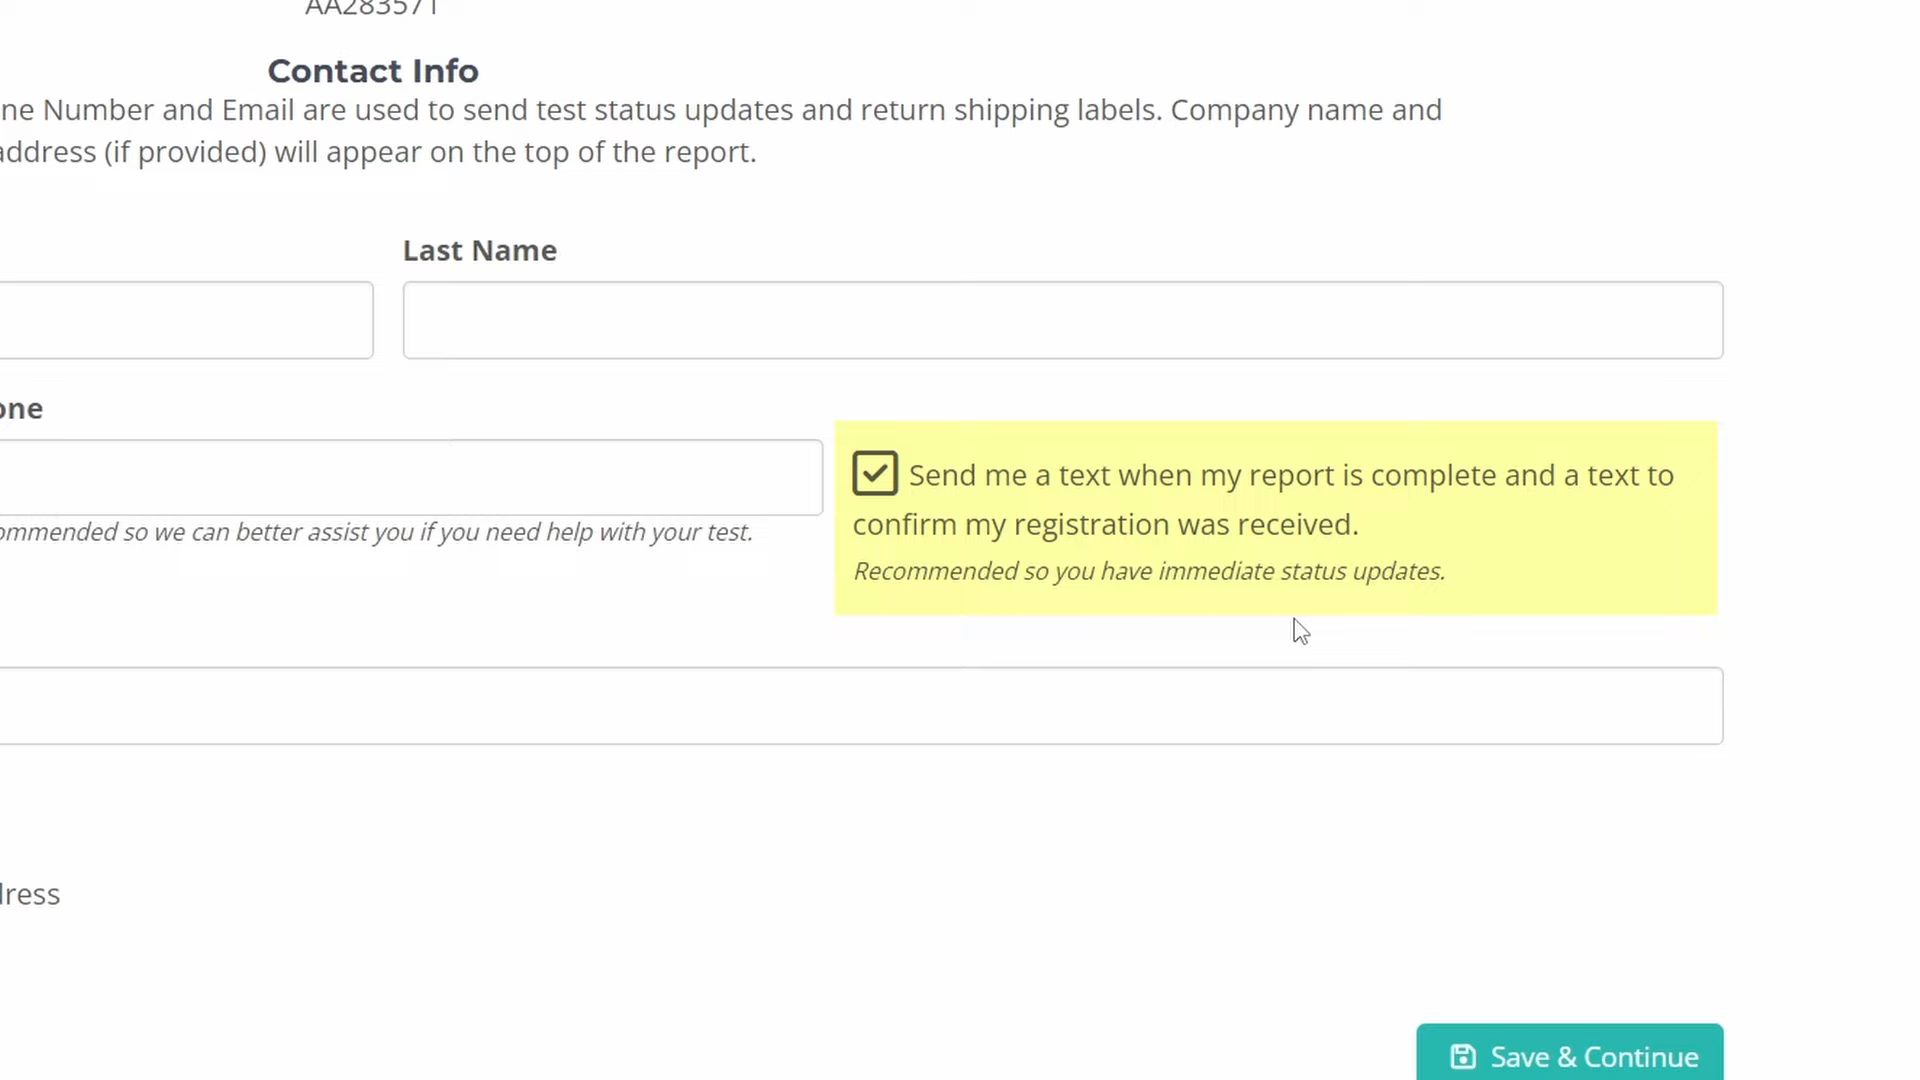 AA283571
Contact Info
ne Number and Email are used to send test status updates and return shipping labels. Company name and
address (if provided) will appear on the top of the report.
Last Name
one
Send me a text when my report is complete and a text to
confirm my registration was received.
Recommended so you have immediate status updates.
ommended so we can better assist you if you need help with your test.
dress
Save & Continue